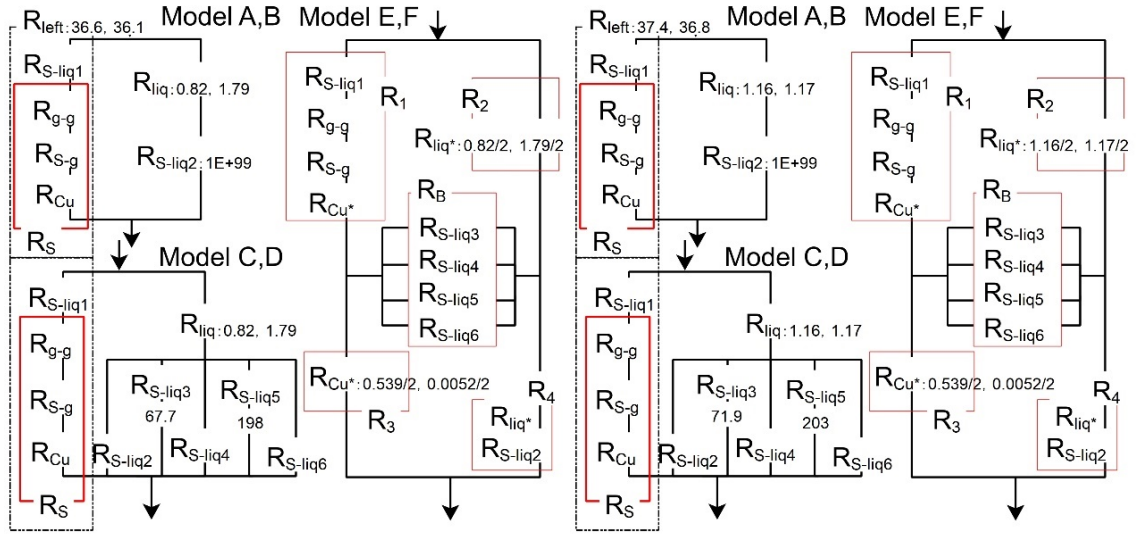 Model A,B
Model E,F
Rleft:36.6, 36.1
RS-liq1
Rg-g
RS-g
RCu
RS
Rliq:0.82, 1.79
RS-liq2:1E+99
Model C,D
RS-liq1
Rg-g
RS-g
RCu
RS
Rliq:0.82, 1.79
RS-liq3
67.7
RS-liq5
198
RS-liq2
RS-liq4
RS-liq6
RS-liq1
R1
Rg-g
RS-g
RCu*
R2
Rliq*:0.82/2, 1.79/2
RB
RS-liq3
RS-liq4
RS-liq5
RS-liq6
RCu*:0.539/2, 0.0052/2
R3
R4
Rliq*
RS-liq2
Model A,B
Model E,F
Rleft:37.4, 36.8
RS-liq1
Rg-g
RS-g
RCu
RS
Rliq:1.16, 1.17
RS-liq2:1E+99
Model C,D
RS-liq1
Rg-g
RS-g
RCu
RS
Rliq:1.16, 1.17
RS-liq3
71.9
RS-liq5
203
RS-liq2
RS-liq4
RS-liq6
RS-liq1
R1
Rg-g
RS-g
RCu*
R2
Rliq*:1.16/2, 1.17/2
RB
RS-liq3
RS-liq4
RS-liq5
RS-liq6
RCu*:0.539/2, 0.0052/2
R3
R4
Rliq*
RS-liq2